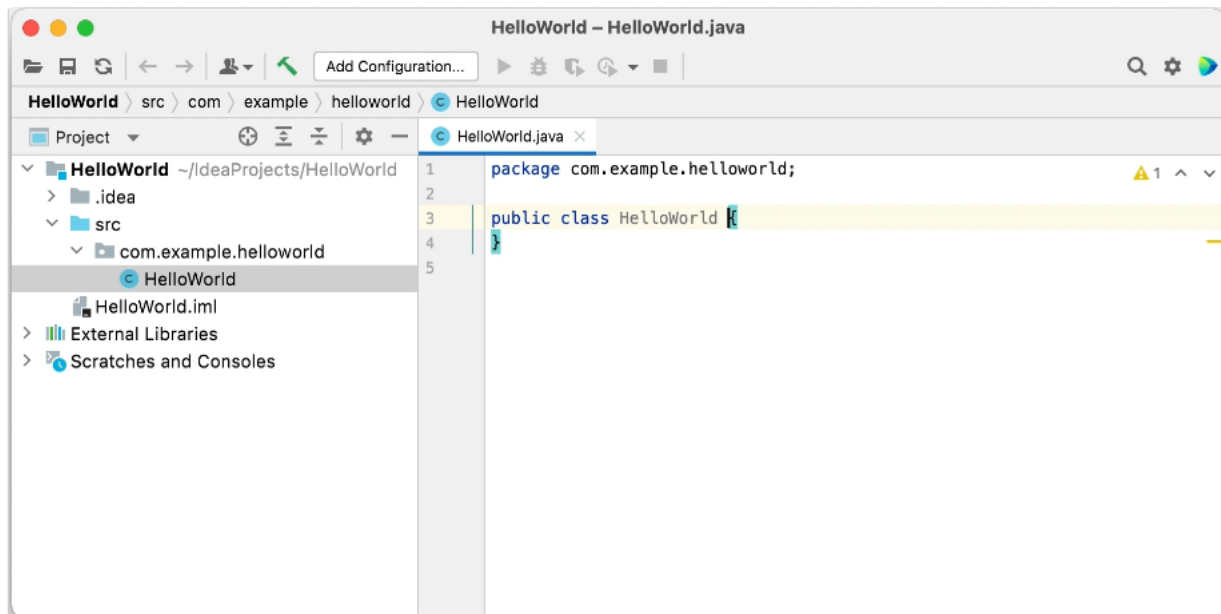 HelloWorld – HelloWorld.java
Add Configuration...
HelloWorld src com example helloworld C HelloWorld
Project
C HelloWorld.java
HelloWorld ~/IdeaProjects/HelloWorld
.idea
src
com.example.helloworld
C HelloWorld
HelloWorld.iml
External Libraries
Scratches and Consoles
1 package com.example.helloworld;
2
3 public class HelloWorld {
4 }
5
1